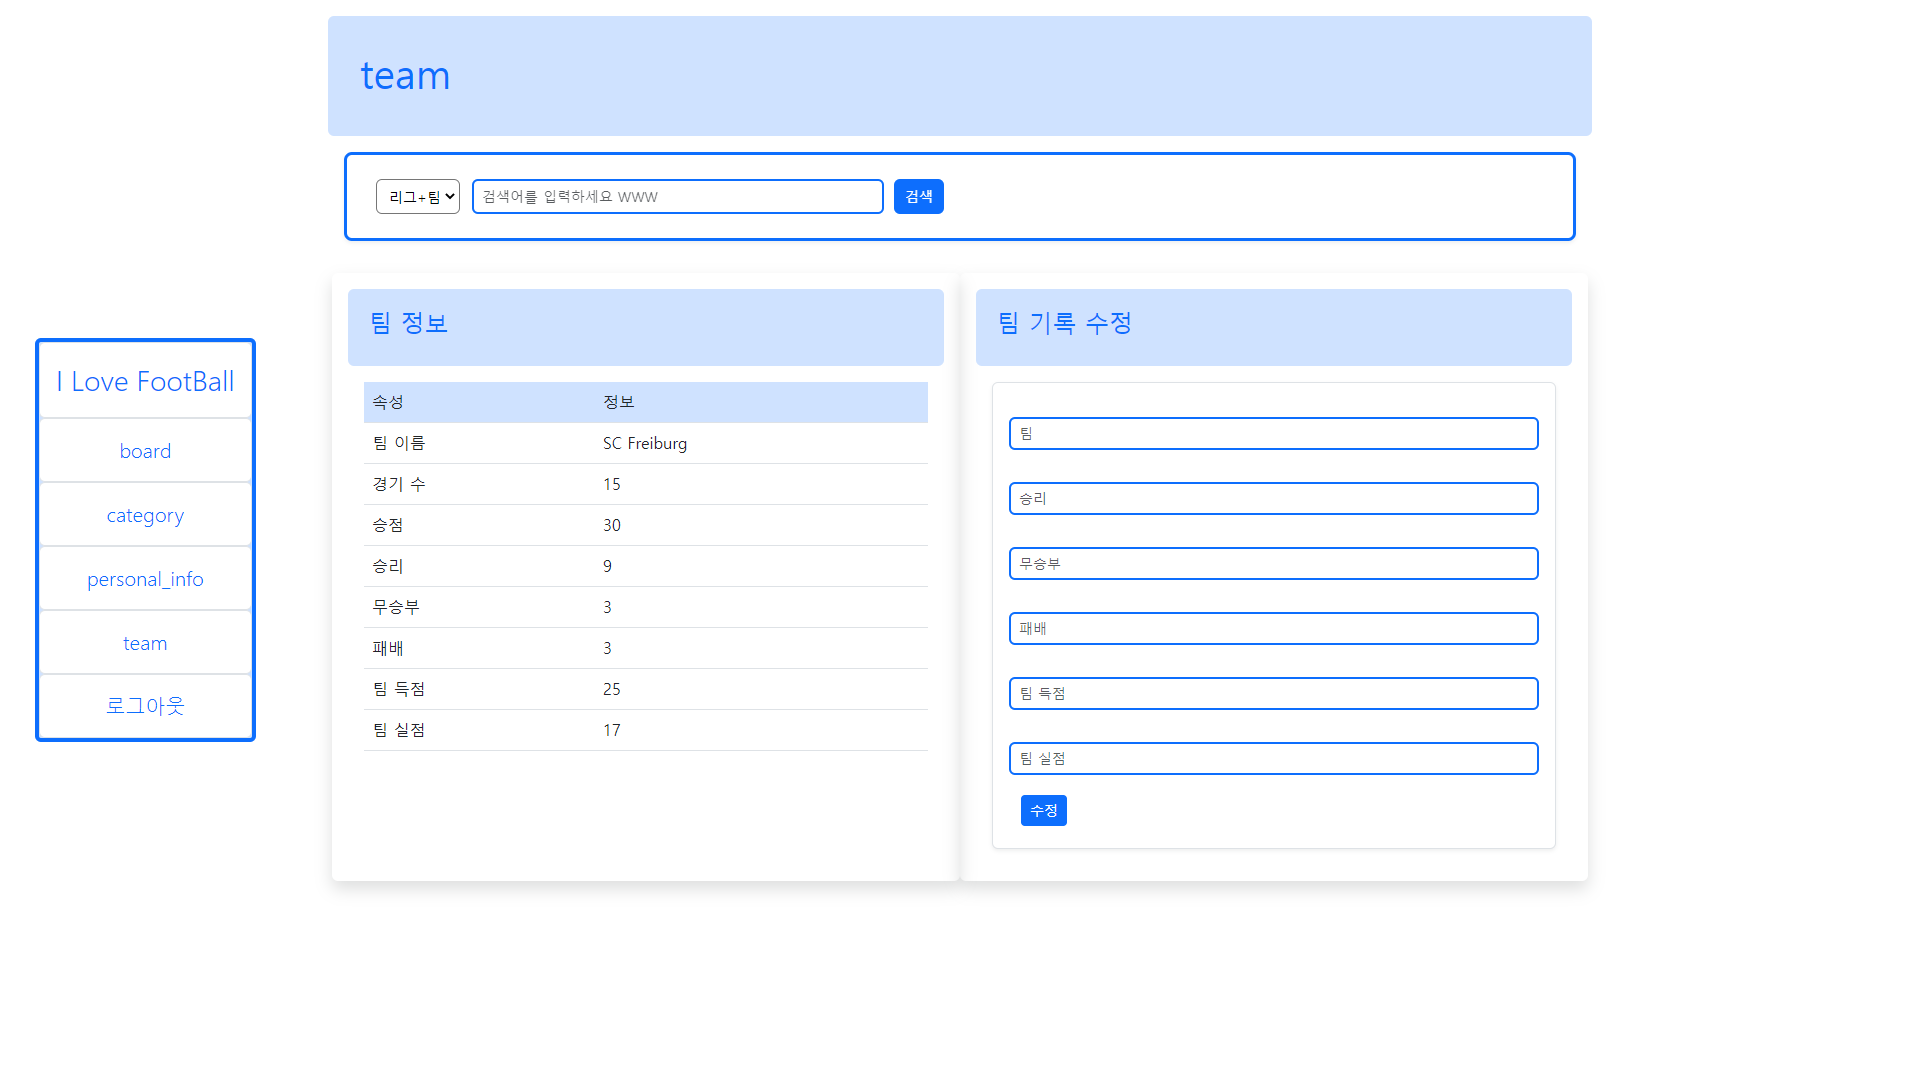 team
리그+팀
검색어를 입력하세요 WWW
검색
I Love FootBall
board
category
personal_info
team
로그아웃
팀 정보
속성 정보
팀 이름 SC Freiburg
경기 수 15
승점 30
승리 9
무승부 3
패배 3
팀 득점 25
팀 실점 17
팀 기록 수정
팀
승리
무승부
패배
팀 득점
팀 실점
수정